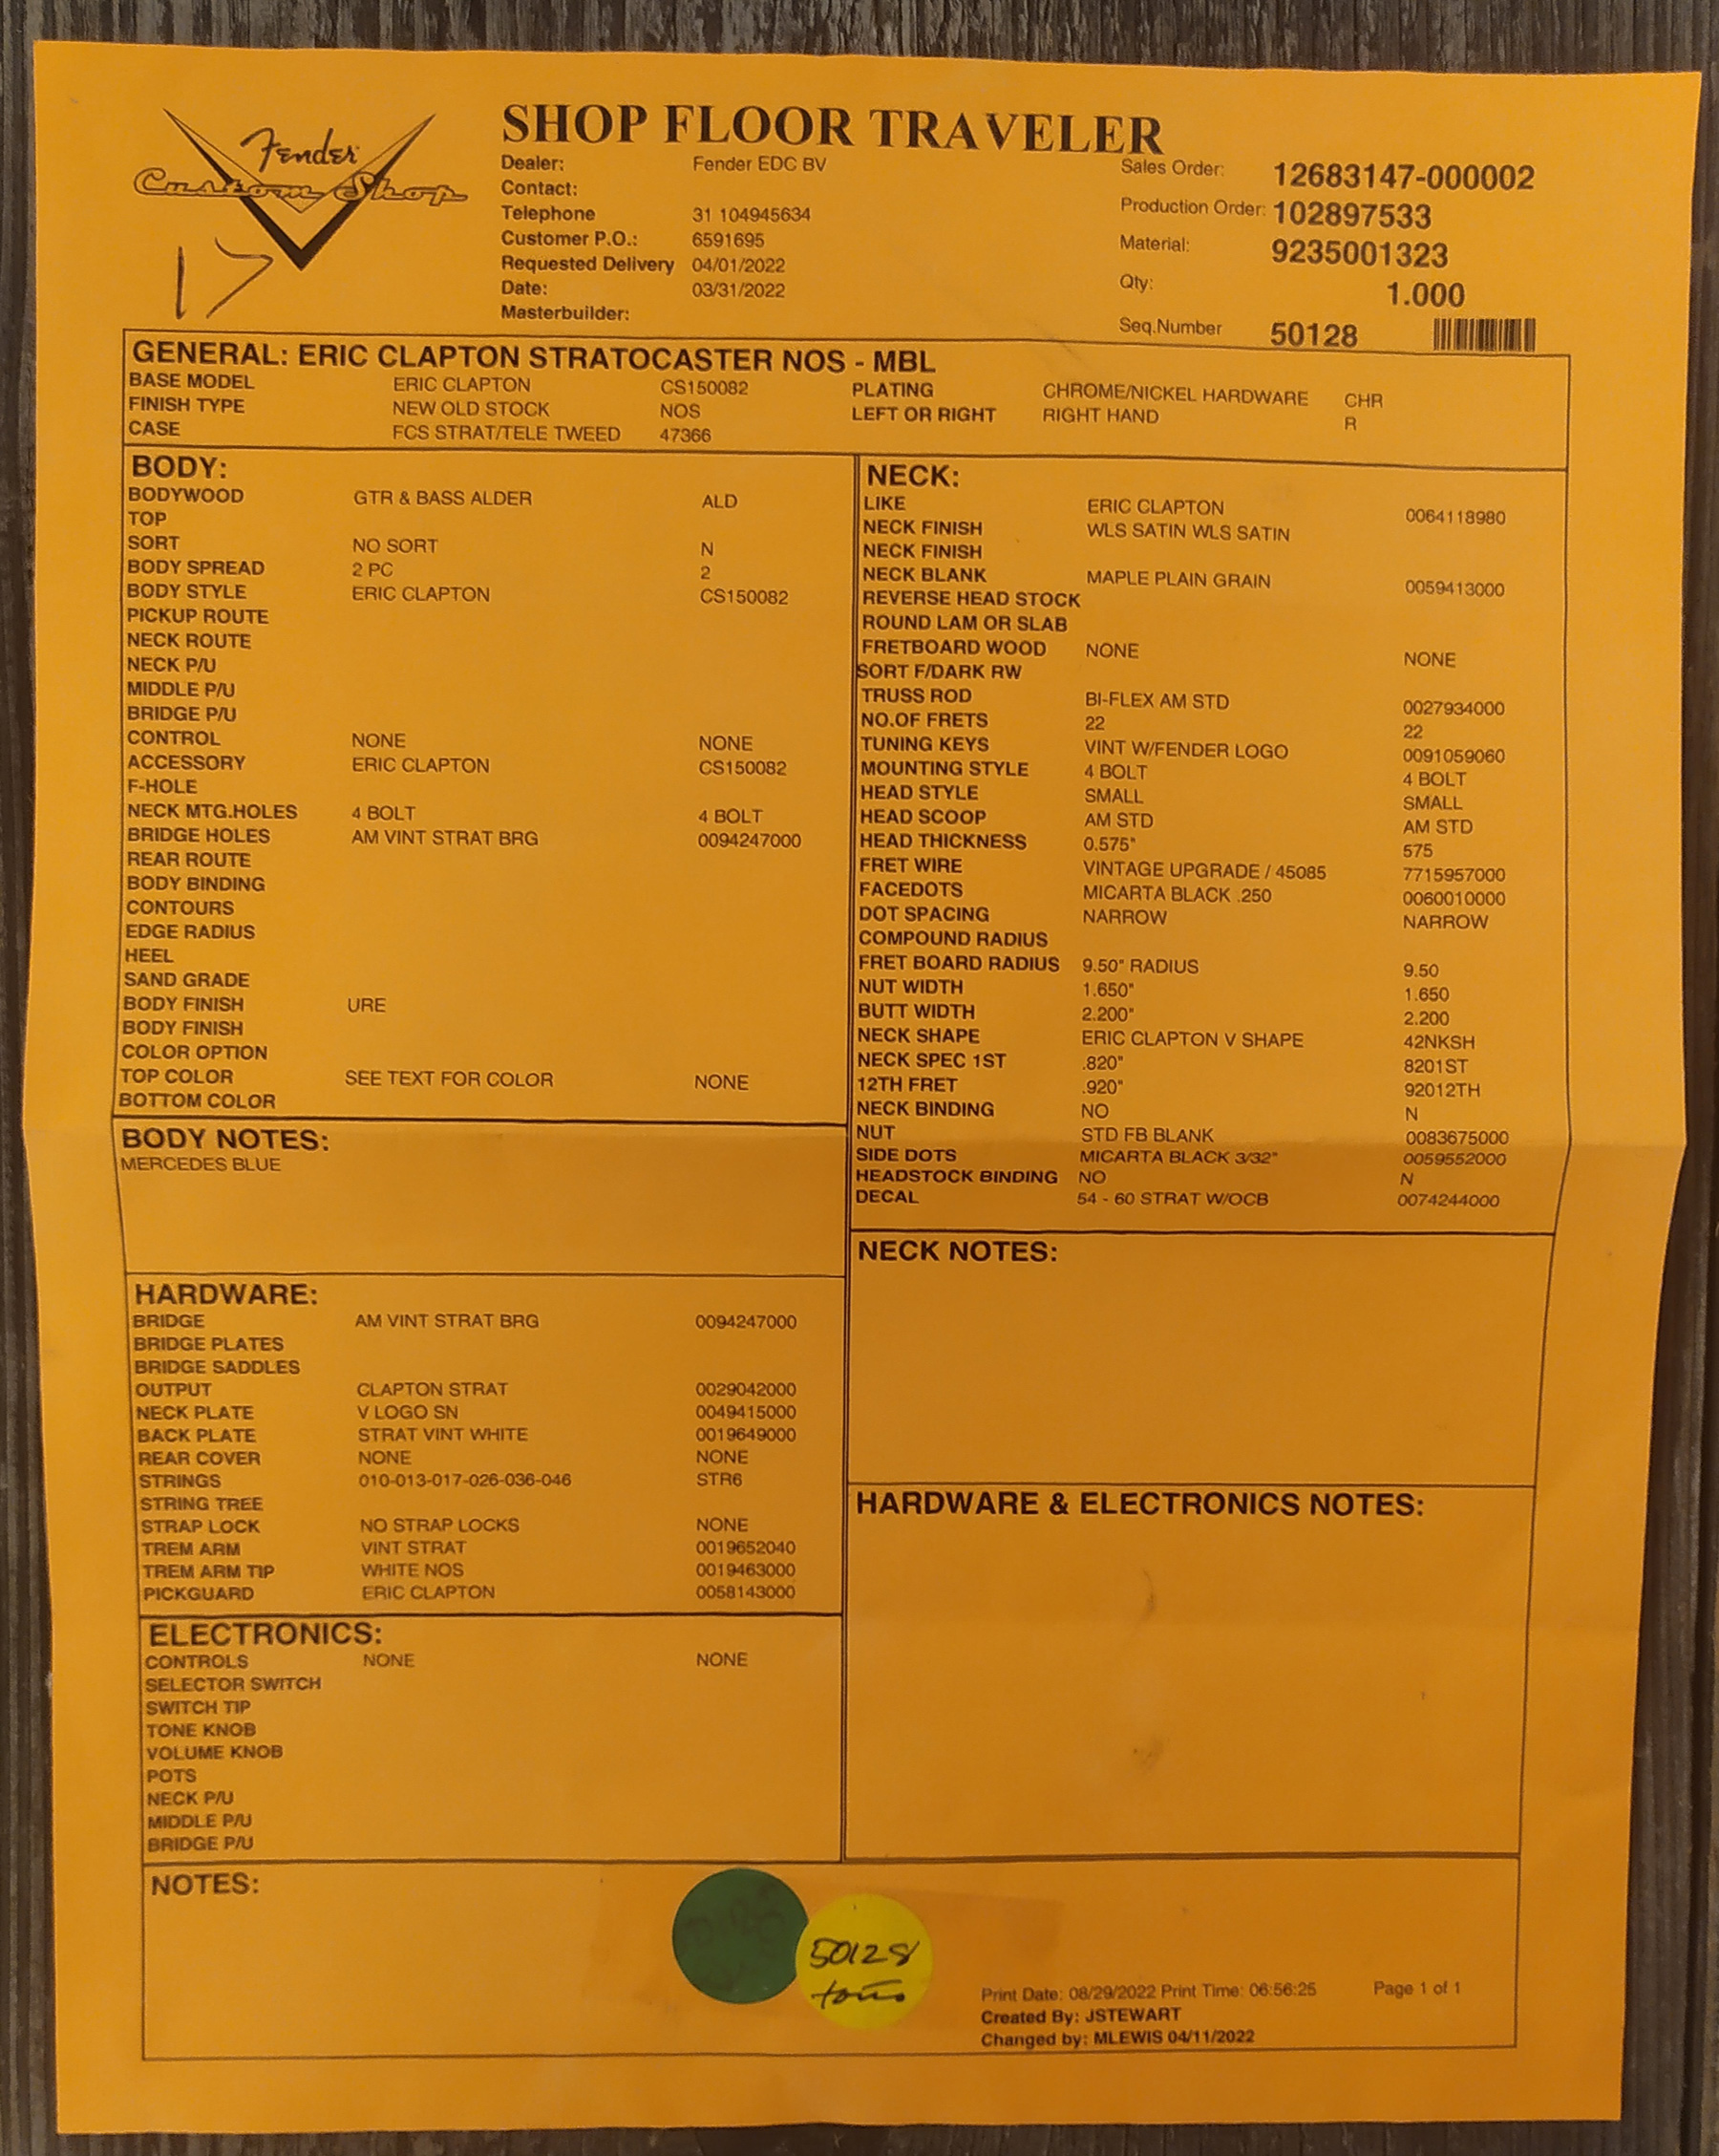 Fender
Custom Shop
17
SHOP FLOOR TRAVELER
Dealer: Fender EDC BV
Contact:
Telephone 31 104945634
Customer P.O.: 6591695
Requested Delivery 04/01/2022
Date: 03/31/2022
Masterbuilder:
Sales Order: 12683147-000002
Production Order: 102897533
Material: 9235001323
Qty: 1.000
Seq.Number 50128
GENERAL: ERIC CLAPTON STRATOCASTER NOS - MBL
BASE MODEL ERIC CLAPTON CS150082 PLATING CHROME/NICKEL HARDWARE CHR
FINISH TYPE NEW OLD STOCK NOS LEFT OR RIGHT RIGHT HAND R
CASE FCS STRAT/TELE TWEED 47366
BODY:
BODYWOOD GTR & BASS ALDER ALD
TOP
SORT NO SORT N
BODY SPREAD 2 PC 2
BODY STYLE ERIC CLAPTON CS150082
PICKUP ROUTE
NECK ROUTE
NECK P/U
MIDDLE P/U
BRIDGE P/U
CONTROL NONE NONE
ACCESSORY ERIC CLAPTON CS150082
F-HOLE
NECK MTG.HOLES 4 BOLT 4 BOLT
BRIDGE HOLES AM VINT STRAT BRG 0094247000
REAR ROUTE
BODY BINDING
CONTOURS
EDGE RADIUS
HEEL
SAND GRADE
BODY FINISH URE
BODY FINISH
COLOR OPTION
TOP COLOR SEE TEXT FOR COLOR NONE
BOTTOM COLOR
BODY NOTES:
MERCEDES BLUE
HARDWARE:
BRIDGE AM VINT STRAT BRG 0094247000
BRIDGE PLATES
BRIDGE SADDLES
OUTPUT CLAPTON STRAT 0029042000
NECK PLATE V LOGO SN 0049415000
BACK PLATE STRAT VINT WHITE 0019649000
REAR COVER NONE NONE
STRINGS 010-013-017-026-036-046 STR6
STRING TREE
STRAP LOCK NO STRAP LOCKS NONE
TREM ARM VINT STRAT 0019652040
TREM ARM TIP WHITE NOS 0019463000
PICKGUARD ERIC CLAPTON 0058143000
ELECTRONICS:
CONTROLS NONE NONE
SELECTOR SWITCH
SWITCH TIP
TONE KNOB
VOLUME KNOB
POTS
NECK P/U
MIDDLE P/U
BRIDGE P/U
NECK:
LIKE ERIC CLAPTON 0064118980
NECK FINISH WLS SATIN WLS SATIN
NECK FINISH
NECK BLANK MAPLE PLAIN GRAIN 0059413000
REVERSE HEAD STOCK
ROUND LAM OR SLAB
FRETBOARD WOOD NONE NONE
SORT F/DARK RW
TRUSS ROD BI-FLEX AM STD 0027934000
NO.OF FRETS 22 22
TUNING KEYS VINT W/FENDER LOGO 0091059060
MOUNTING STYLE 4 BOLT 4 BOLT
HEAD STYLE SMALL SMALL
HEAD SCOOP AM STD AM STD
HEAD THICKNESS 0.575" 575
FRET WIRE VINTAGE UPGRADE / 45085 7715957000
FACEDOTS MICARTA BLACK .250 0060010000
DOT SPACING NARROW NARROW
COMPOUND RADIUS
FRET BOARD RADIUS 9.50" RADIUS 9.50
NUT WIDTH 1.650" 1.650
BUTT WIDTH 2.200" 2.200
NECK SHAPE ERIC CLAPTON V SHAPE 42NKSH
NECK SPEC 1ST .820" 8201ST
12TH FRET .920" 92012TH
NECK BINDING NO N
NUT STD FB BLANK 0083675000
SIDE DOTS MICARTA BLACK 3/32" 0059552000
HEADSTOCK BINDING NO N
DECAL 54 - 60 STRAT W/OCB 0074244000
NECK NOTES:
HARDWARE & ELECTRONICS NOTES:
NOTES:
50128
Print Date: 08/29/2022 Print Time: 06:56:25 Page 1 of 1
Created By: JSTEWART
Changed by: MLEWIS 04/11/2022